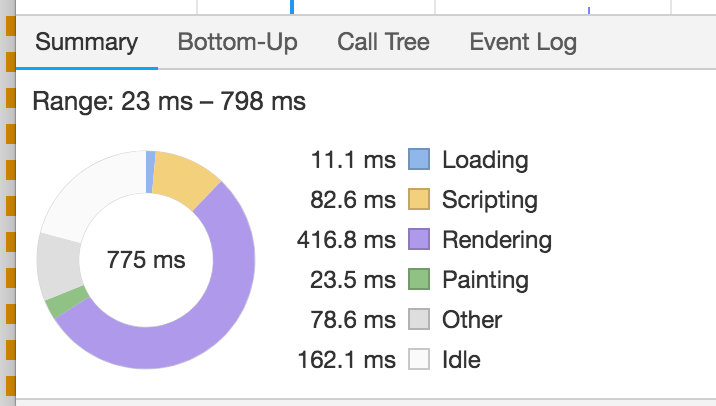 Summary Bottom-Up Call Tree Event Log
Range: 23 ms – 798 ms
11.1 ms Loading
82.6 ms Scripting
416.8 ms Rendering
775 ms
23.5 ms Painting
78.6 ms Other
162.1 ms Idle